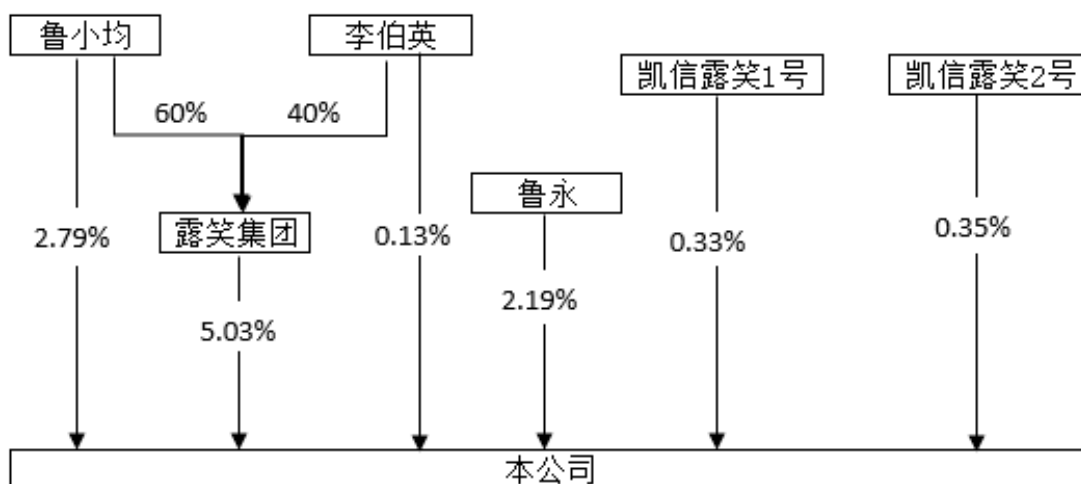 鲁小均
李伯英
凯信露笑1号
凯信露笑2号
60%
40%
鲁永
露笑集团
2.79%
0.13%
0.33%
0.35%
2.19%
5.03%
本公司